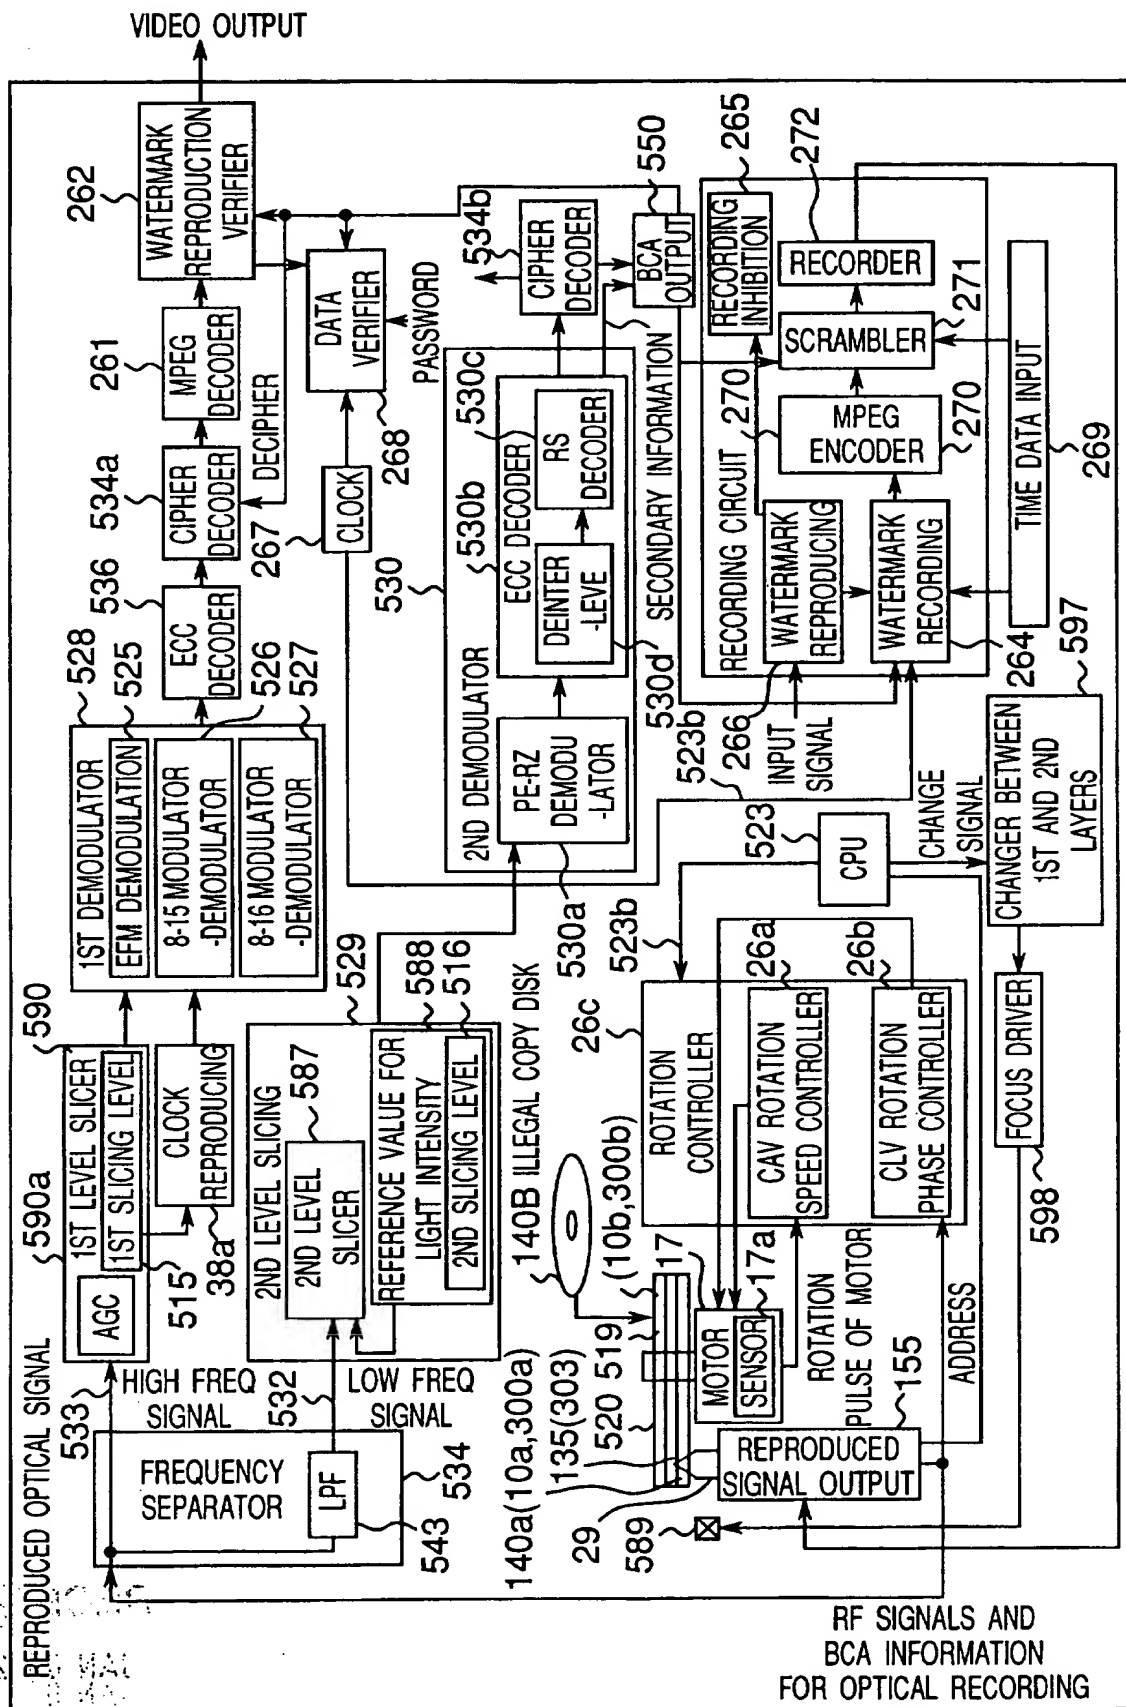 VIDEO OUTPUT
REPRODUCED OPTICAL SIGNAL
533
HIGH FREQ
SIGNAL
532
LOW FREQ
SIGNAL
FREQUENCY
SEPARATOR
LPF
534
543
590a
590
1ST LEVEL SLICER
1ST SLICING LEVEL
AGC
515
CLOCK
REPRODUCING
38a
528
1ST DEMODULATOR
525
EFM DEMODULATION
8-15 MODULATOR
-DEMODULATOR
526
8-16 MODULATOR
-DEMODULATOR
527
536
ECC
DECODER
534a
CIPHER
DECODER
261
MPEG
DECODER
262
WATERMARK
REPRODUCTION
VERIFIER
DECIPHER
267
CLOCK
DATA
VERIFIER
268
PASSWORD
2ND LEVEL SLICING
587
2ND LEVEL
SLICER
529
588
516
REFERENCE VALUE FOR
LIGHT INTENSITY
2ND SLICING LEVEL
530
2ND DEMODULATOR
PE-RZ
DEMODU
-LATOR
530a
530b
ECC DECODER
530c
RS
DECODER
DEINTER
-LEVE
530d
534b
CIPHER
DECODER
SECONDARY INFORMATION
550
BCA
OUTPUT
523b
RECORDING CIRCUIT
270
265
RECORDING
INHIBITION
272
RECORDER
271
SCRAMBLER
MPEG
ENCODER
270
WATERMARK
REPRODUCING
266
INPUT
SIGNAL
WATERMARK
RECORDING
264
TIME DATA INPUT
269
140B ILLEGAL COPY DISK
140a(10a,300a)
135(303)
520
519
(10b,300b)
17
MOTOR
SENSOR
17a
29
589
REPRODUCED
SIGNAL OUTPUT
155
ROTATION
PULSE OF MOTOR
ADDRESS
26c
523b
ROTATION
CONTROLLER
26a
CAV ROTATION
SPEED CONTROLLER
26b
CLV ROTATION
PHASE CONTROLLER
523
CPU
CHANGE
SIGNAL
CHANGER BETWEEN
1ST AND 2ND
LAYERS
597
FOCUS DRIVER
598
RF SIGNALS AND
BCA INFORMATION
FOR OPTICAL RECORDING